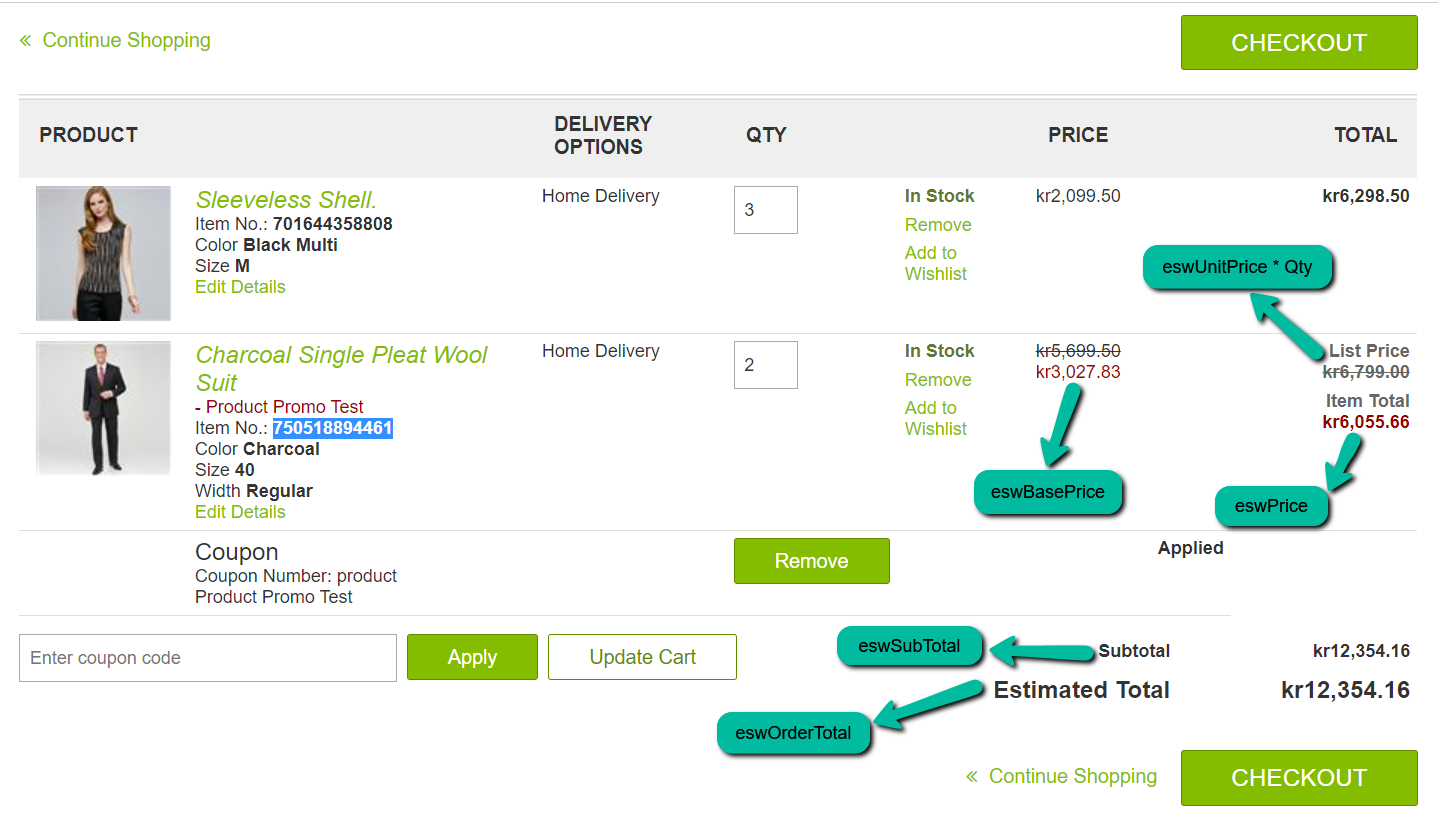 « Continue Shopping
CHECKOUT
PRODUCT
DELIVERY
OPTIONS
QTY
PRICE
TOTAL
Sleeveless Shell.
Item No.: 701644358808
Color Black Multi
Size M
Edit Details
Home Delivery
3
In Stock
Remove
Add to
Wishlist
kr2,099.50
kr6,298.50
eswUnitPrice * Qty
Charcoal Single Pleat Wool
Suit
- Product Promo Test
Item No.: 750518894461
Color Charcoal
Size 40
Width Regular
Edit Details
Home Delivery
2
In Stock
Remove
Add to
Wishlist
kr5,699.50
kr3,027.83
List Price
kr6,799.00
Item Total
kr6,055.66
eswBasePrice
eswPrice
Coupon
Coupon Number: product
Product Promo Test
Remove
Applied
Enter coupon code
Apply
Update Cart
eswSubTotal
Subtotal
kr12,354.16
Estimated Total
kr12,354.16
eswOrderTotal
« Continue Shopping
CHECKOUT